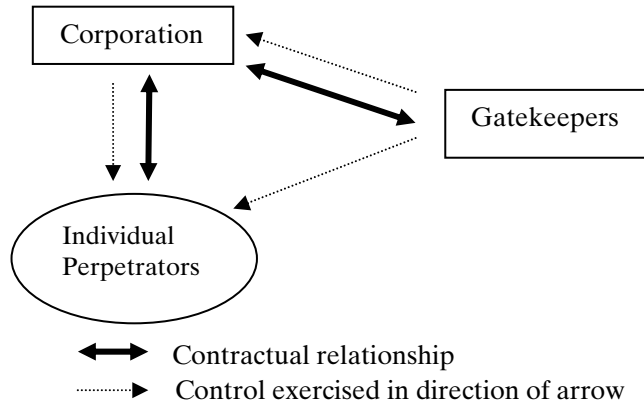 Corporation
Gatekeepers
Individual
Perpetrators
Contractual relationship
Control exercised in direction of arrow